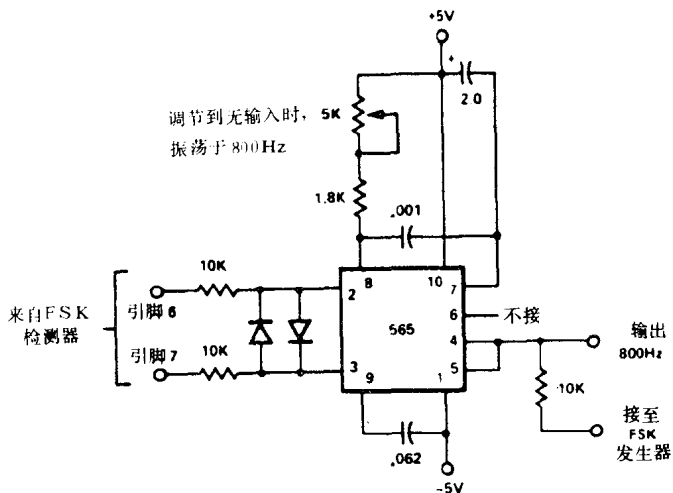 +5V
+
2.0
调节到无输入时,
振荡于800Hz
5K
1.8K
.001
10K
来自FSK
检测器
引脚6
引脚7
10K
8
10
7
2
565
6
不接
4
5
3
9
1
输出
800Hz
10K
接至
FSK
发生器
.062
-5V